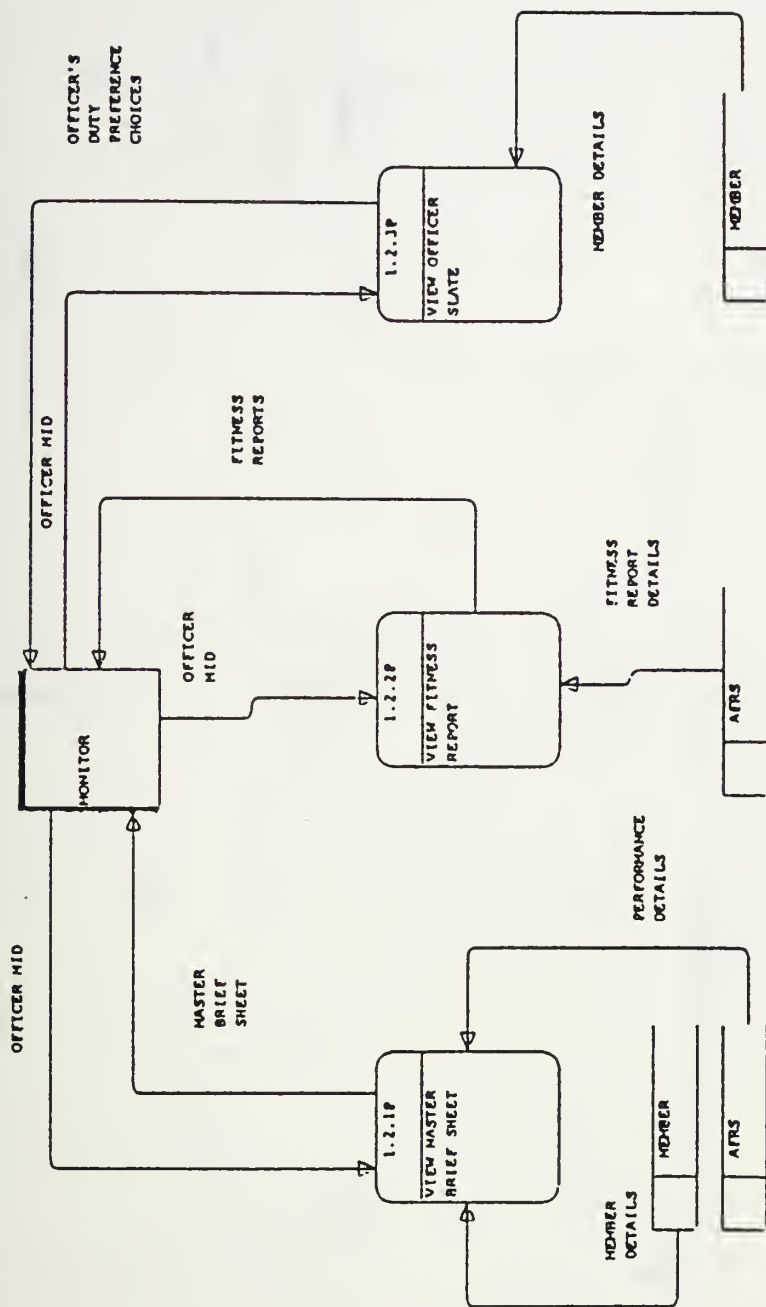 OFFICER'S
DUTY
PREFERENCE
CHOICES
OFFICER MID
OFFICER MID
MONITOR
OFFICER
MID
FITNESS
REPORTS
MASTER
BRIEF
SHEET
1.2.1P
VIEW MASTER
BRIEF SHEET
1.2.2P
VIEW FITNESS
REPORT
1.2.3P
VIEW OFFICER
SLATE
MEMBER
DETAILS
PERFORMANCE
DETAILS
FITNESS
REPORT
DETAILS
MEMBER DETAILS
MEMBER
AFRS
AFRS
MEMBER